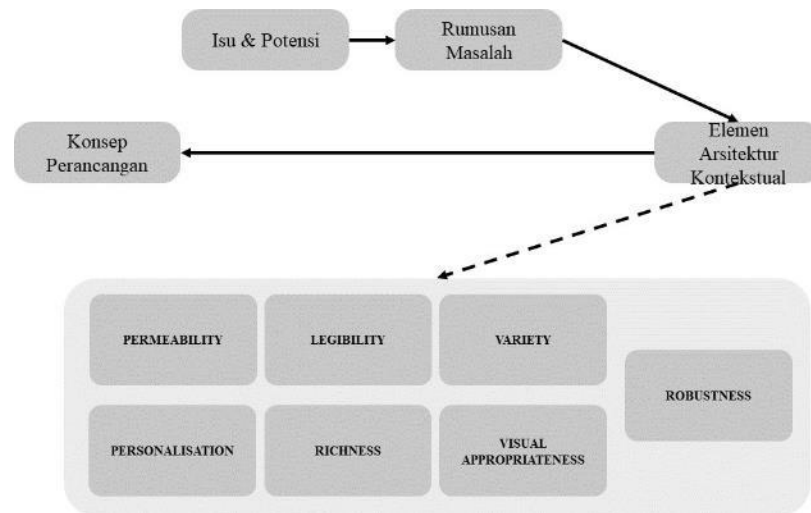 Isu & Potensi
Rumusan
Masalah
Konsep
Perancangan
Elemen
Arsitektur
Kontekstual
PERMEABILITY
LEGIBILITY
VARIETY
ROBUSTNESS
PERSONALISATION
RICHNESS
VISUAL
APPROPRIATENESS